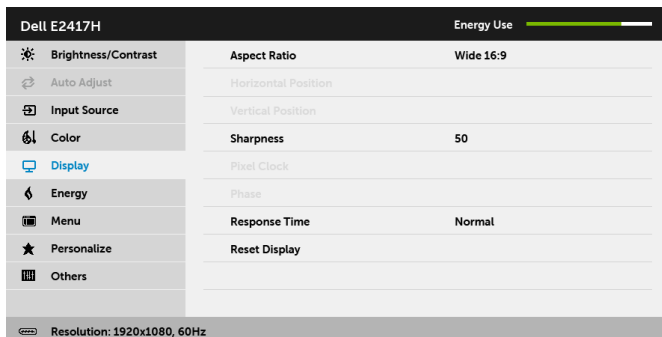 Dell E2417H Energy Use
Brightness/Contrast Aspect Ratio Wide 16:9
Auto Adjust Horizontal Position
Input Source Vertical Position
Color Sharpness 50
Display Pixel Clock
Energy Phase
Menu Response Time Normal
Personalize Reset Display
Others
Resolution: 1920x1080, 60Hz